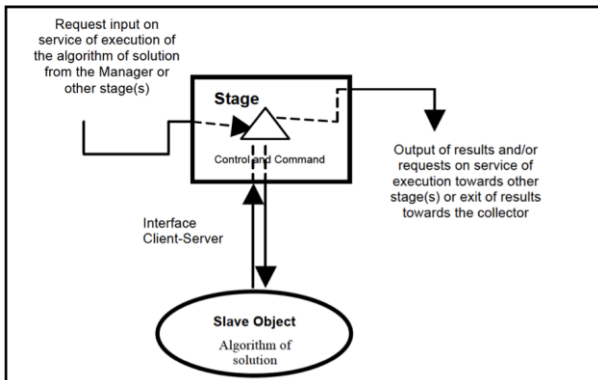 Request input on
service of execution of
the algorithm of solution
from the Manager or
other stage(s)
Stage
Control and Command
Output of results and/or
requests on service of
execution towards other
stage(s) or exit of results
towards the collector
Interface
Client-Server
Slave Object
Algorithm of
solution